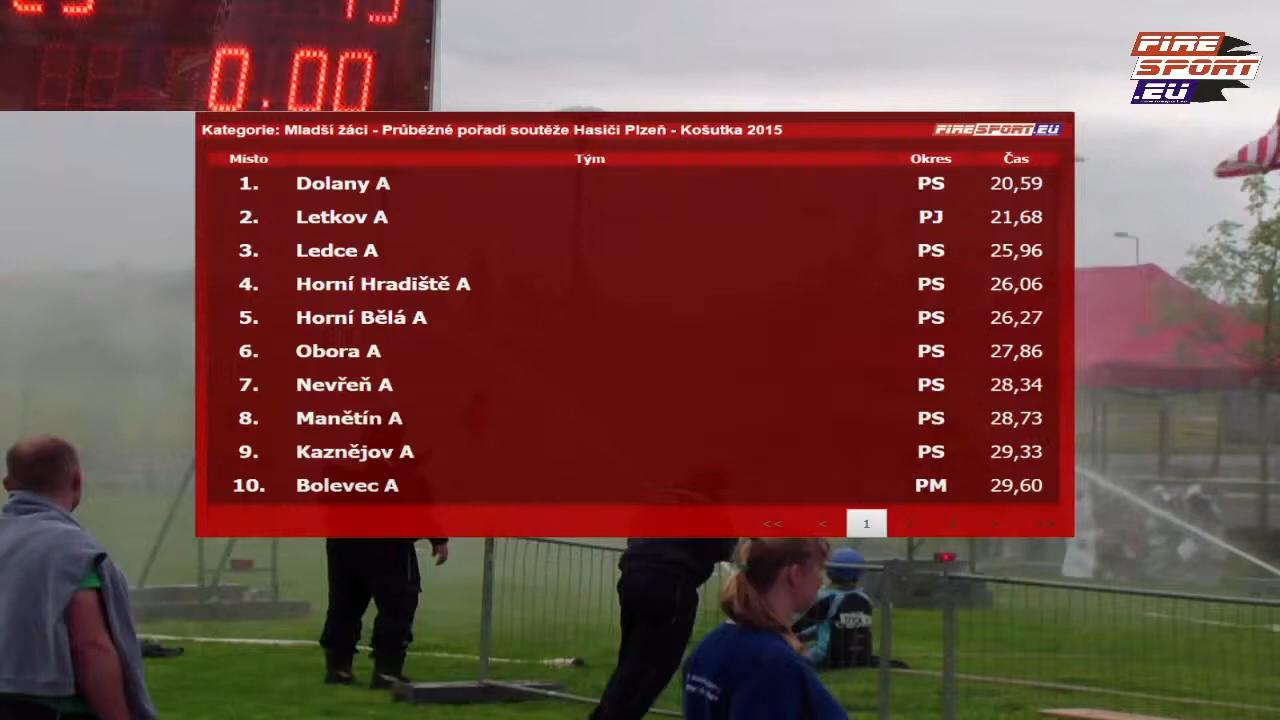 0.00
FIRE
SPORT
.EU
Kategorie: Mladší žáci - Průběžné pořadí soutěže Hasiči Plzeň - Košutka 2015
FIRESPORT.EU
Místo Tým Okres Čas
1. Dolany A PS 20,59
2. Letkov A PJ 21,68
3. Ledce A PS 25,96
4. Horní Hradiště A PS 26,06
5. Horní Bělá A PS 26,27
6. Obora A PS 27,86
7. Nevřeň A PS 28,34
8. Manětín A PS 28,73
9. Kaznějov A PS 29,33
10. Bolevec A PM 29,60
<< < 1 2 3 > >>